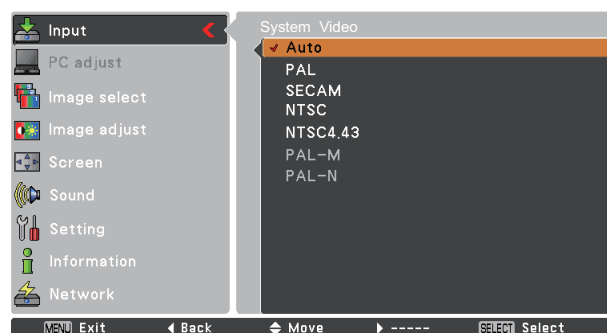 Input
PC adjust
Image select
Image adjust
Screen
Sound
Setting
Information
Network
System Video
Auto
PAL
SECAM
NTSC
NTSC4.43
PAL-M
PAL-N
MENU Exit Back Move ----- SELECT Select